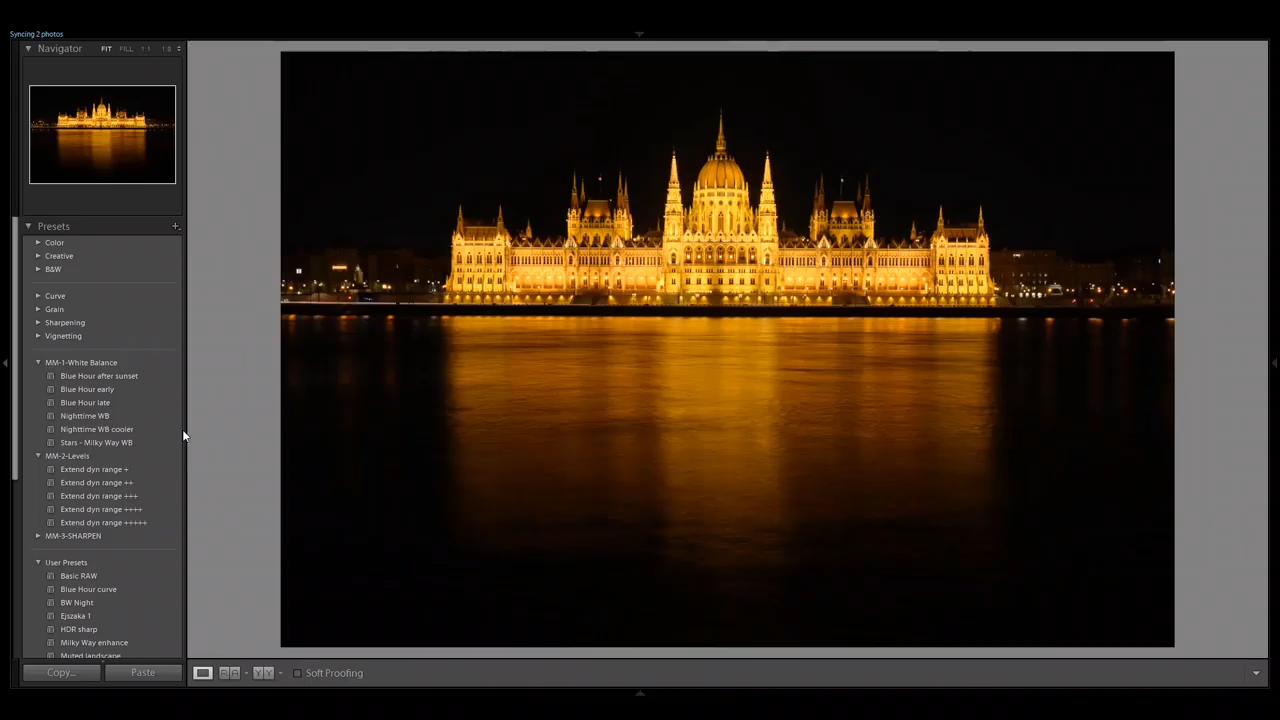 Syncing 2 photos
Navigator FIT FILL 1:1 1:8
Presets +
Color
Creative
B&W
Curve
Grain
Sharpening
Vignetting
MM-1-White Balance
Blue Hour after sunset
Blue Hour early
Blue Hour late
Nighttime WB
Nighttime WB cooler
Stars - Milky Way WB
MM-2-Levels
Extend dyn range +
Extend dyn range ++
Extend dyn range +++
Extend dyn range ++++
Extend dyn range +++++
MM-3-SHARPEN
User Presets
Basic RAW
Blue Hour curve
BW Night
Ejszaka 1
HDR sharp
Milky Way enhance
Muted landscape
Copy... Paste RA YY Soft Proofing